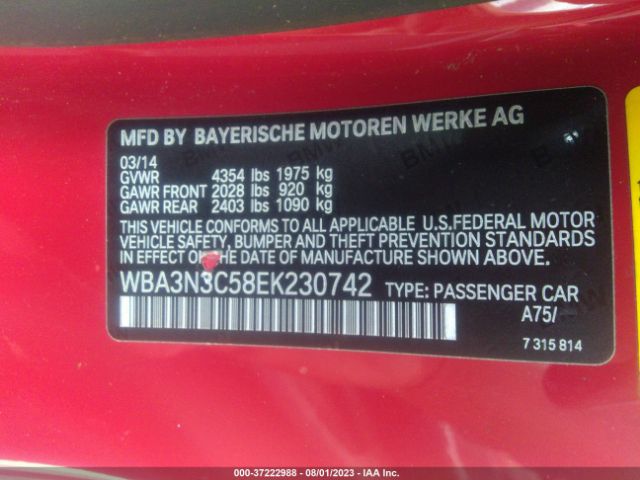 MFD BY BAYERISCHE MOTOREN WERKE AG
03/14
GVWR 4354 lbs 1975 kg
GAWR FRONT 2028 lbs 920 kg
GAWR REAR 2403 lbs 1090 kg
THIS VEHICLE CONFORMS TO ALL APPLICABLE U.S.FEDERAL MOTOR
VEHICLE SAFETY, BUMPER AND THEFT PREVENTION STANDARDS
IN EFFECT ON THE DATE OF MANUFACTURE SHOWN ABOVE.
WBA3N3C58EK230742 TYPE: PASSENGER CAR
A75/
7 315 814
000-37222988 - 08/01/2023 - IAA Inc.